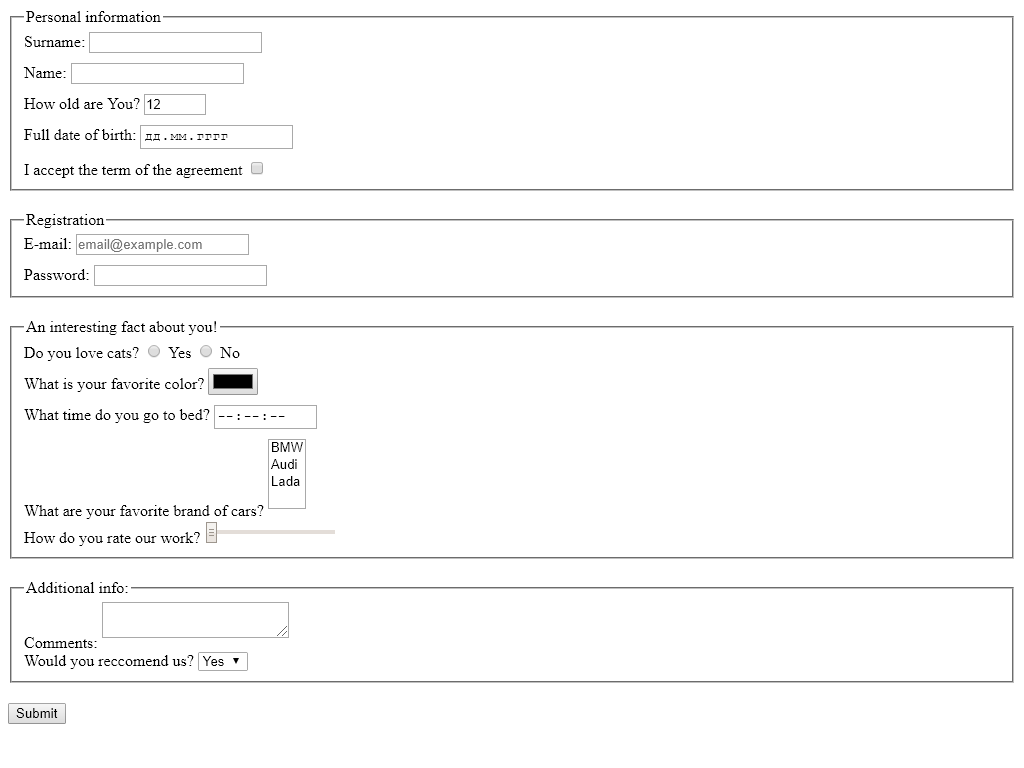 Personal information
Surname:
Name:
How old are You? 12
Full date of birth: дд.мм.гггг
I accept the term of the agreement
Registration
E-mail: email@example.com
Password:
An interesting fact about you!
Do you love cats? Yes No
What is your favorite color?
What time do you go to bed? --:--:--
BMW
Audi
Lada
What are your favorite brand of cars?
How do you rate our work?
Additional info:
Comments:
Would you reccomend us? Yes
Submit